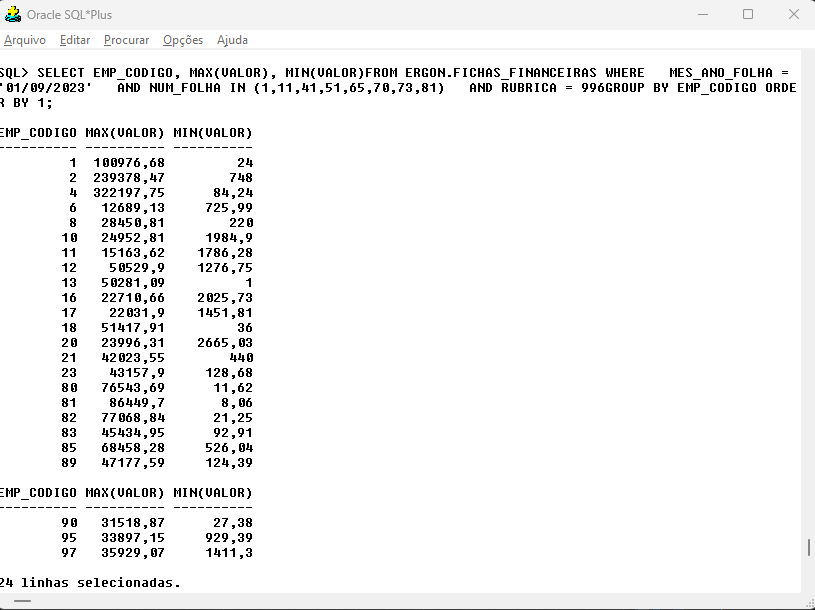 Oracle SQL*Plus
Arquivo Editar Procurar Opções Ajuda
SQL> SELECT EMP_CODIGO, MAX(VALOR), MIN(VALOR)FROM ERGON.FICHAS_FINANCEIRAS WHERE   MES_ANO_FOLHA =
'01/09/2023'   AND NUM_FOLHA IN (1,11,41,51,65,70,73,81)   AND RUBRICA = 996GROUP BY EMP_CODIGO ORDE
R BY 1;
EMP_CODIGO MAX(VALOR) MIN(VALOR)
---------- ---------- ----------
         1  100976,68         24
         2  239378,47        748
         4  322197,75      84,24
         6   12689,13     725,99
         8   28450,81        220
        10   24952,81     1984,9
        11   15163,62    1786,28
        12    50529,9    1276,75
        13   50281,09          1
        16   22710,66    2025,73
        17    22031,9    1451,81
        18   51417,91         36
        20   23996,31    2665,03
        21   42023,55        440
        23    43157,9     128,68
        80   76543,69      11,62
        81    86449,7       8,06
        82   77068,84      21,25
        83   45434,95      92,91
        85   68458,28     526,04
        89   47177,59     124,39
EMP_CODIGO MAX(VALOR) MIN(VALOR)
---------- ---------- ----------
        90   31518,87      27,38
        95   33897,15     929,39
        97   35929,07     1411,3
24 linhas selecionadas.